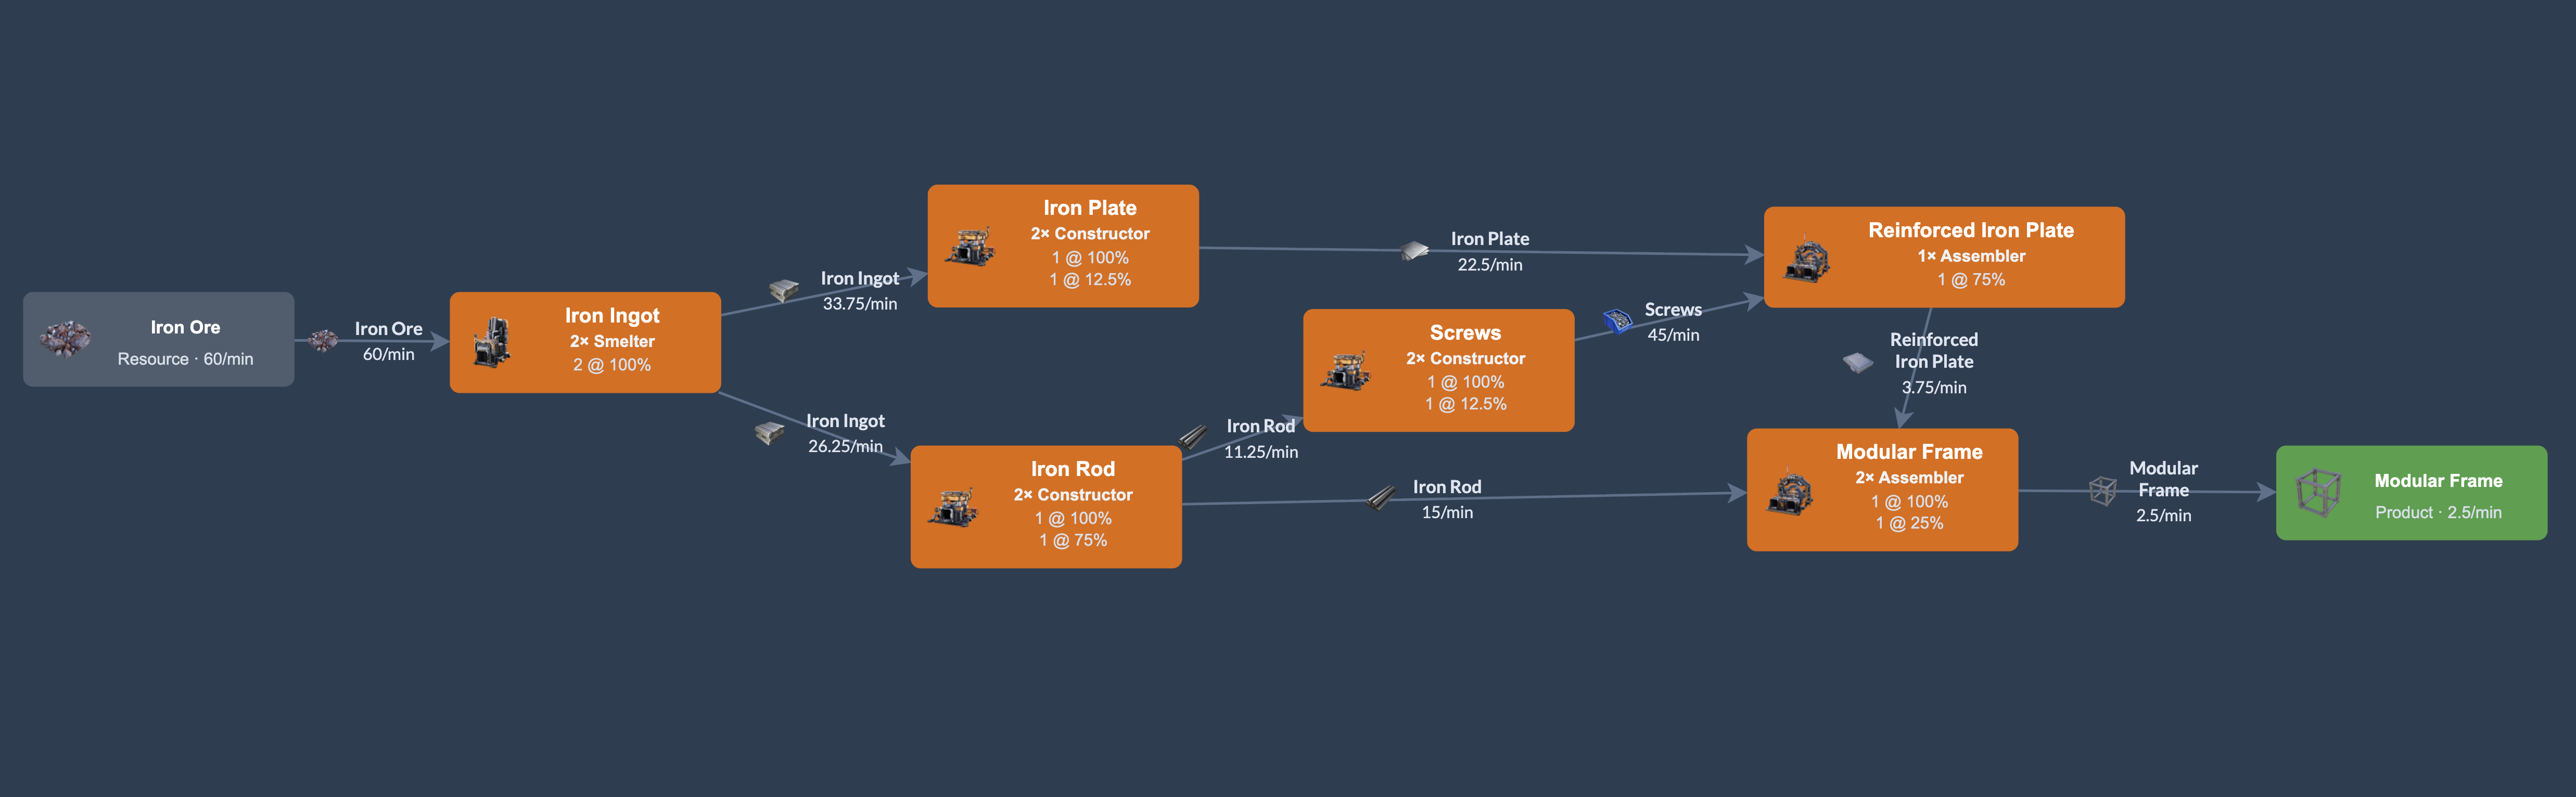 Iron Ore
Resource · 60/min
Iron Ore
60/min
Iron Ingot
2× Smelter
2 @ 100%
Iron Ingot
33.75/min
Iron Ingot
26.25/min
Iron Plate
2× Constructor
1 @ 100%
1 @ 12.5%
Iron Rod
2× Constructor
1 @ 100%
1 @ 75%
Iron Rod
11.25/min
Iron Plate
22.5/min
Screws
2× Constructor
1 @ 100%
1 @ 12.5%
Iron Rod
15/min
Screws
45/min
Reinforced Iron Plate
1× Assembler
1 @ 75%
Reinforced
Iron Plate
3.75/min
Modular Frame
2× Assembler
1 @ 100%
1 @ 25%
Modular
Frame
2.5/min
Modular Frame
Product · 2.5/min